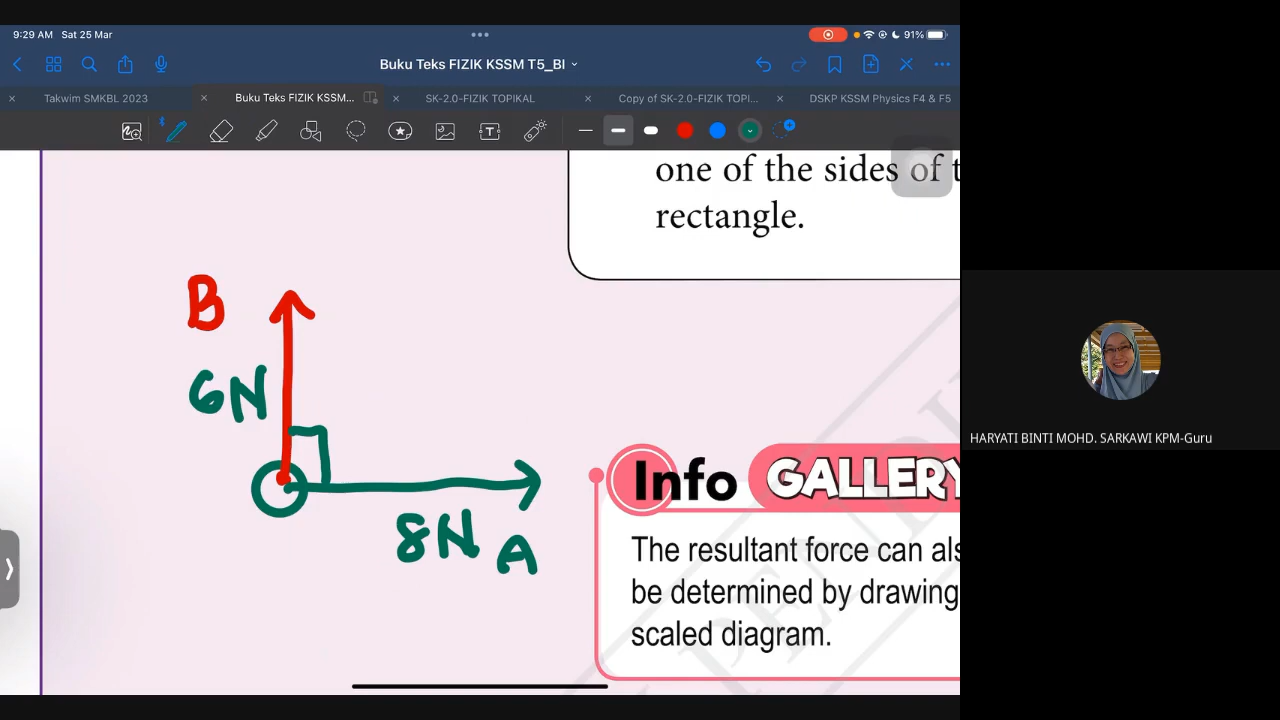 9:29 AM Sat 25 Mar
91%
Buku Teks FIZIK KSSM T5_BI
Takwim SMKBL 2023
Buku Teks FIZIK KSSM...
SK-2.0-FIZIK TOPIKAL
Copy of SK-2.0-FIZIK TOPI...
DSKP KSSM Physics F4 & F5
one of the sides of t
rectangle.
B
6N
8N A
Info GALLERY
The resultant force can als
be determined by drawing
scaled diagram.
HARYATI BINTI MOHD. SARKAWI KPM-Guru